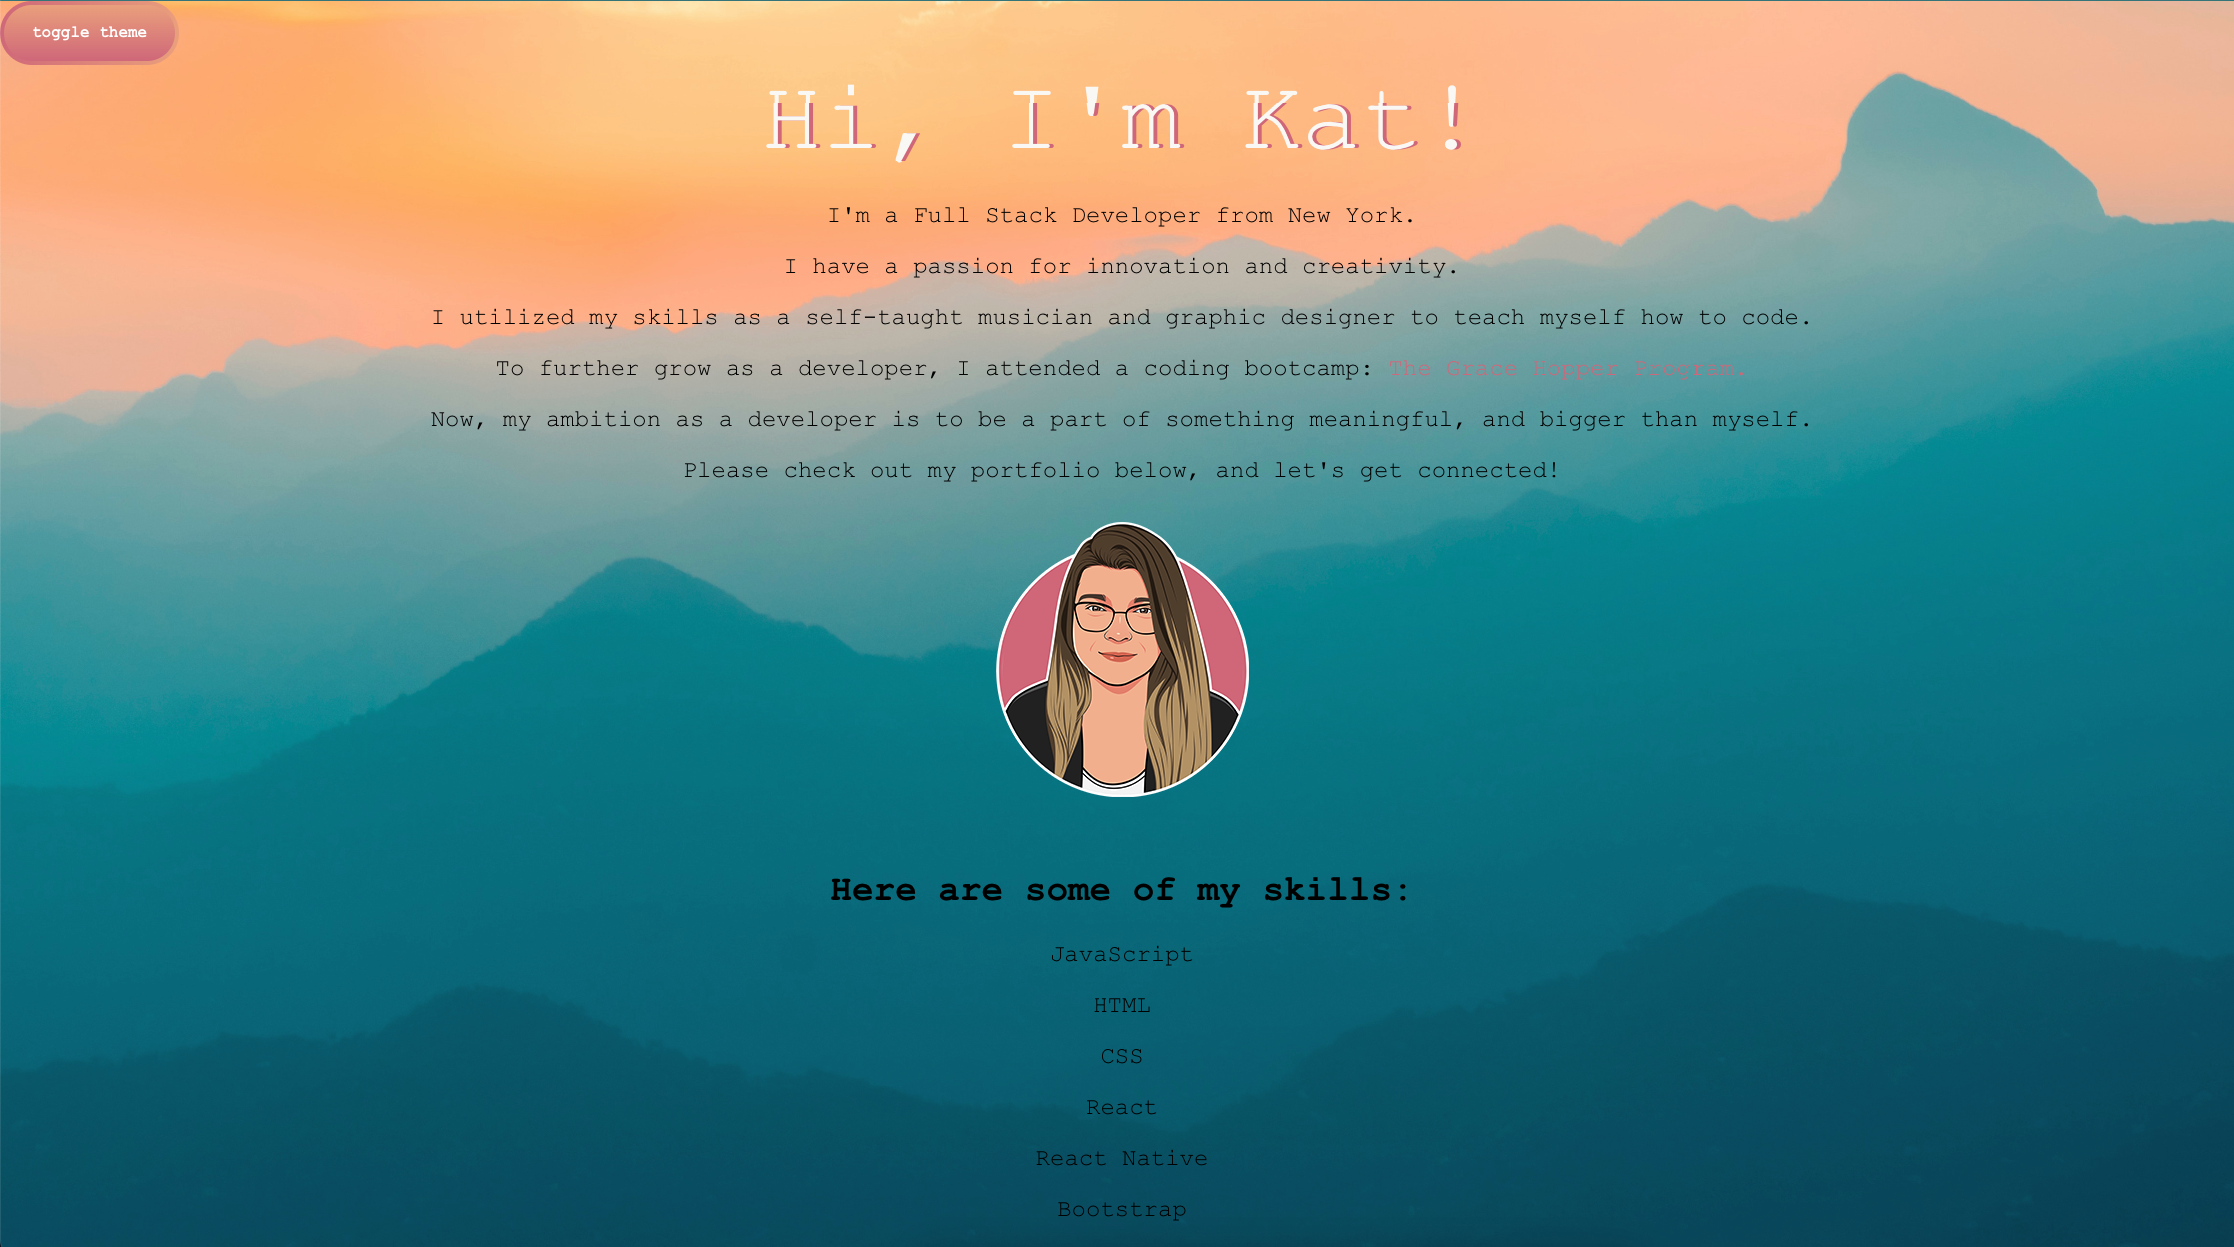 toggle theme
Hi, I'm Kat!
I'm a Full Stack Developer from New York.
I have a passion for innovation and creativity.
I utilized my skills as a self-taught musician and graphic designer to teach myself how to code.
To further grow as a developer, I attended a coding bootcamp: The Grace Hopper Program.
Now, my ambition as a developer is to be a part of something meaningful, and bigger than myself.
Please check out my portfolio below, and let's get connected!
Here are some of my skills:
JavaScript
HTML
CSS
React
React Native
Bootstrap